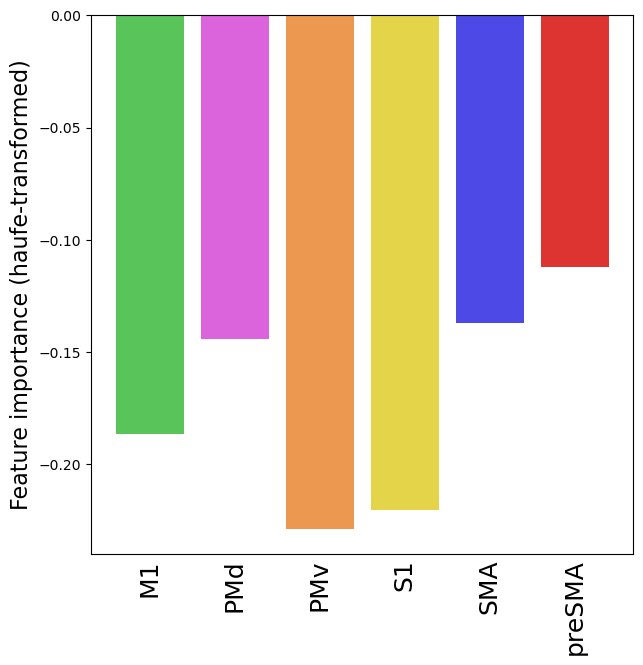 Feature importance (haufe-transformed)
0.00
−0.05
−0.10
−0.15
−0.20
M1
PMd
PMv
S1
SMA
preSMA